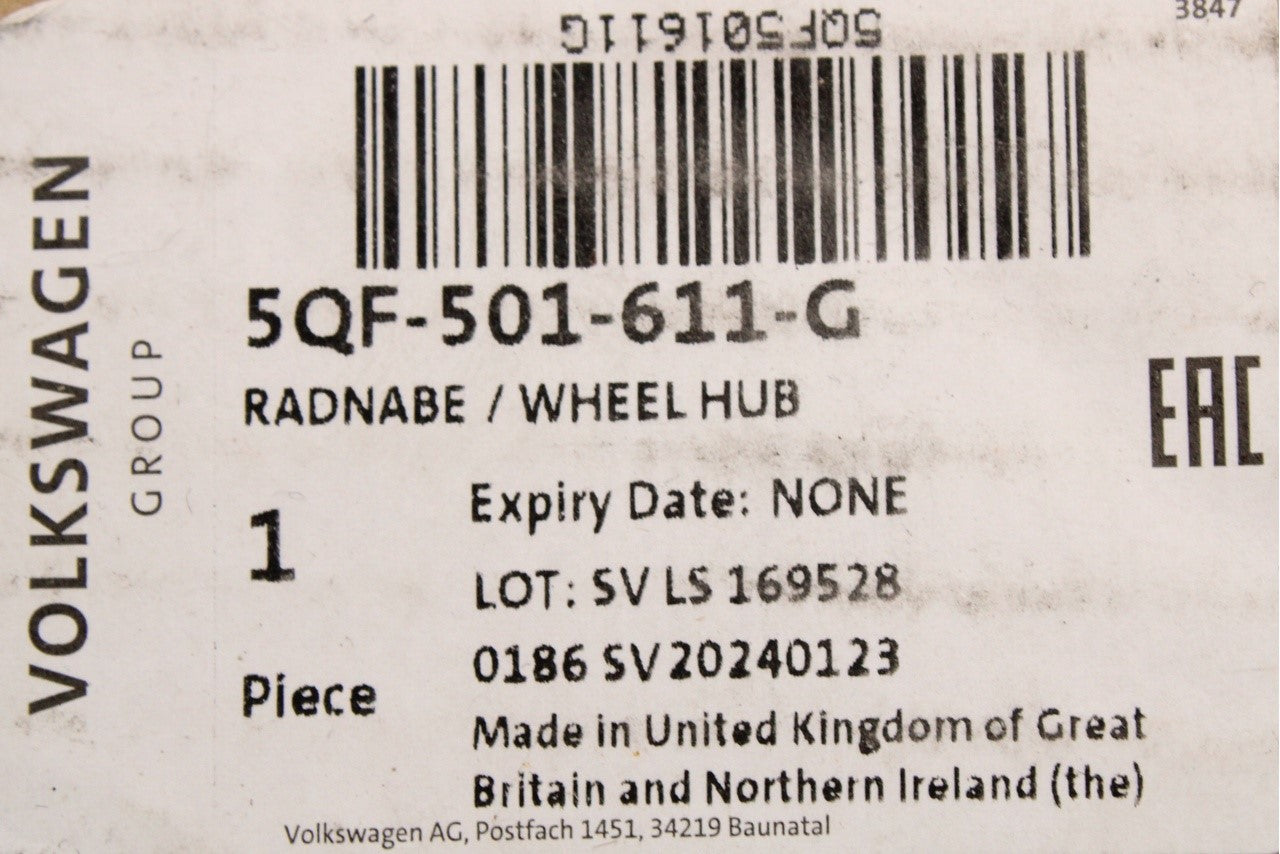 3847
5QF501611G
5QF-501-611-G
RADNABE / WHEEL HUB
EAC
1
Piece
Expiry Date: NONE
LOT: SV LS 169528
0186 SV20240123
Made in United Kingdom of Great
Britain and Northern Ireland (the)
Volkswagen AG, Postfach 1451, 34219 Baunatal
VOLKSWAGEN
GROUP